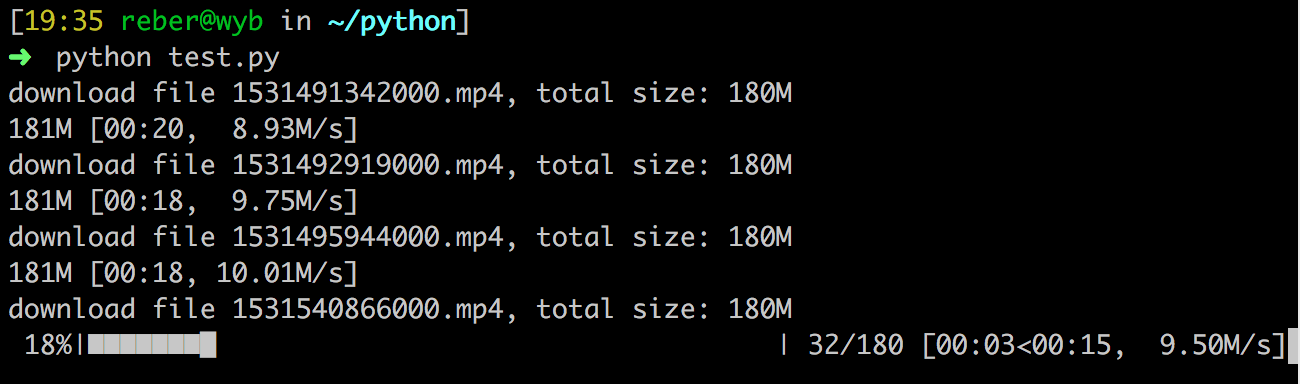 [19:35 reber@wyb in ~/python]
➜ python test.py
download file 1531491342000.mp4, total size: 180M
181M [00:20,  8.93M/s]
download file 1531492919000.mp4, total size: 180M
181M [00:18,  9.75M/s]
download file 1531495944000.mp4, total size: 180M
181M [00:18, 10.01M/s]
download file 1531540866000.mp4, total size: 180M
18%|████████ | 32/180 [00:03<00:15,  9.50M/s]